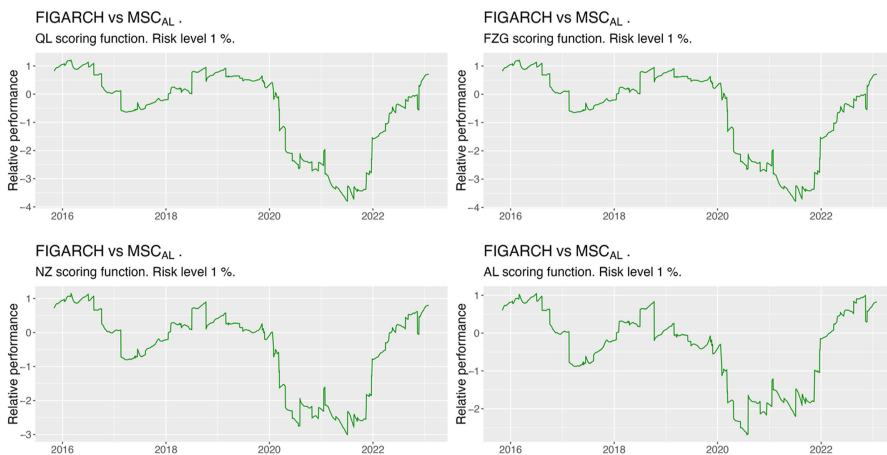 FIGARCH vs MSC_AL .
QL scoring function. Risk level 1 %.
Relative performance
1
0
−1
−2
−3
−4
2016 2018 2020 2022
FIGARCH vs MSC_AL .
FZG scoring function. Risk level 1 %.
Relative performance
1
0
−1
−2
−3
−4
2016 2018 2020 2022
FIGARCH vs MSC_AL .
NZ scoring function. Risk level 1 %.
Relative performance
1
0
−1
−2
−3
2016 2018 2020 2022
FIGARCH vs MSC_AL .
AL scoring function. Risk level 1 %.
Relative performance
1
0
−1
−2
2016 2018 2020 2022